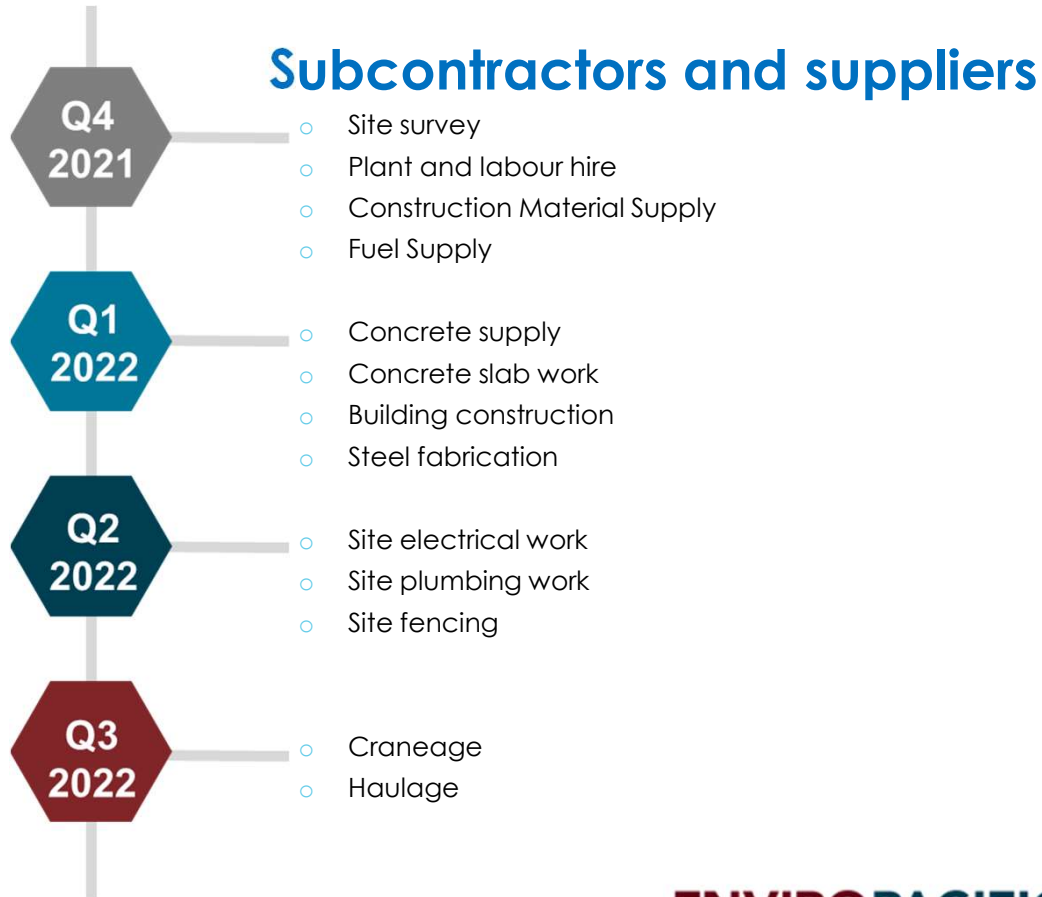 Subcontractors and suppliers
Q4
2021
o Site survey
o Plant and labour hire
o Construction Material Supply
o Fuel Supply
Q1
2022
o Concrete supply
o Concrete slab work
o Building construction
o Steel fabrication
Q2
2022
o Site electrical work
o Site plumbing work
o Site fencing
Q3
2022
o Craneage
o Haulage